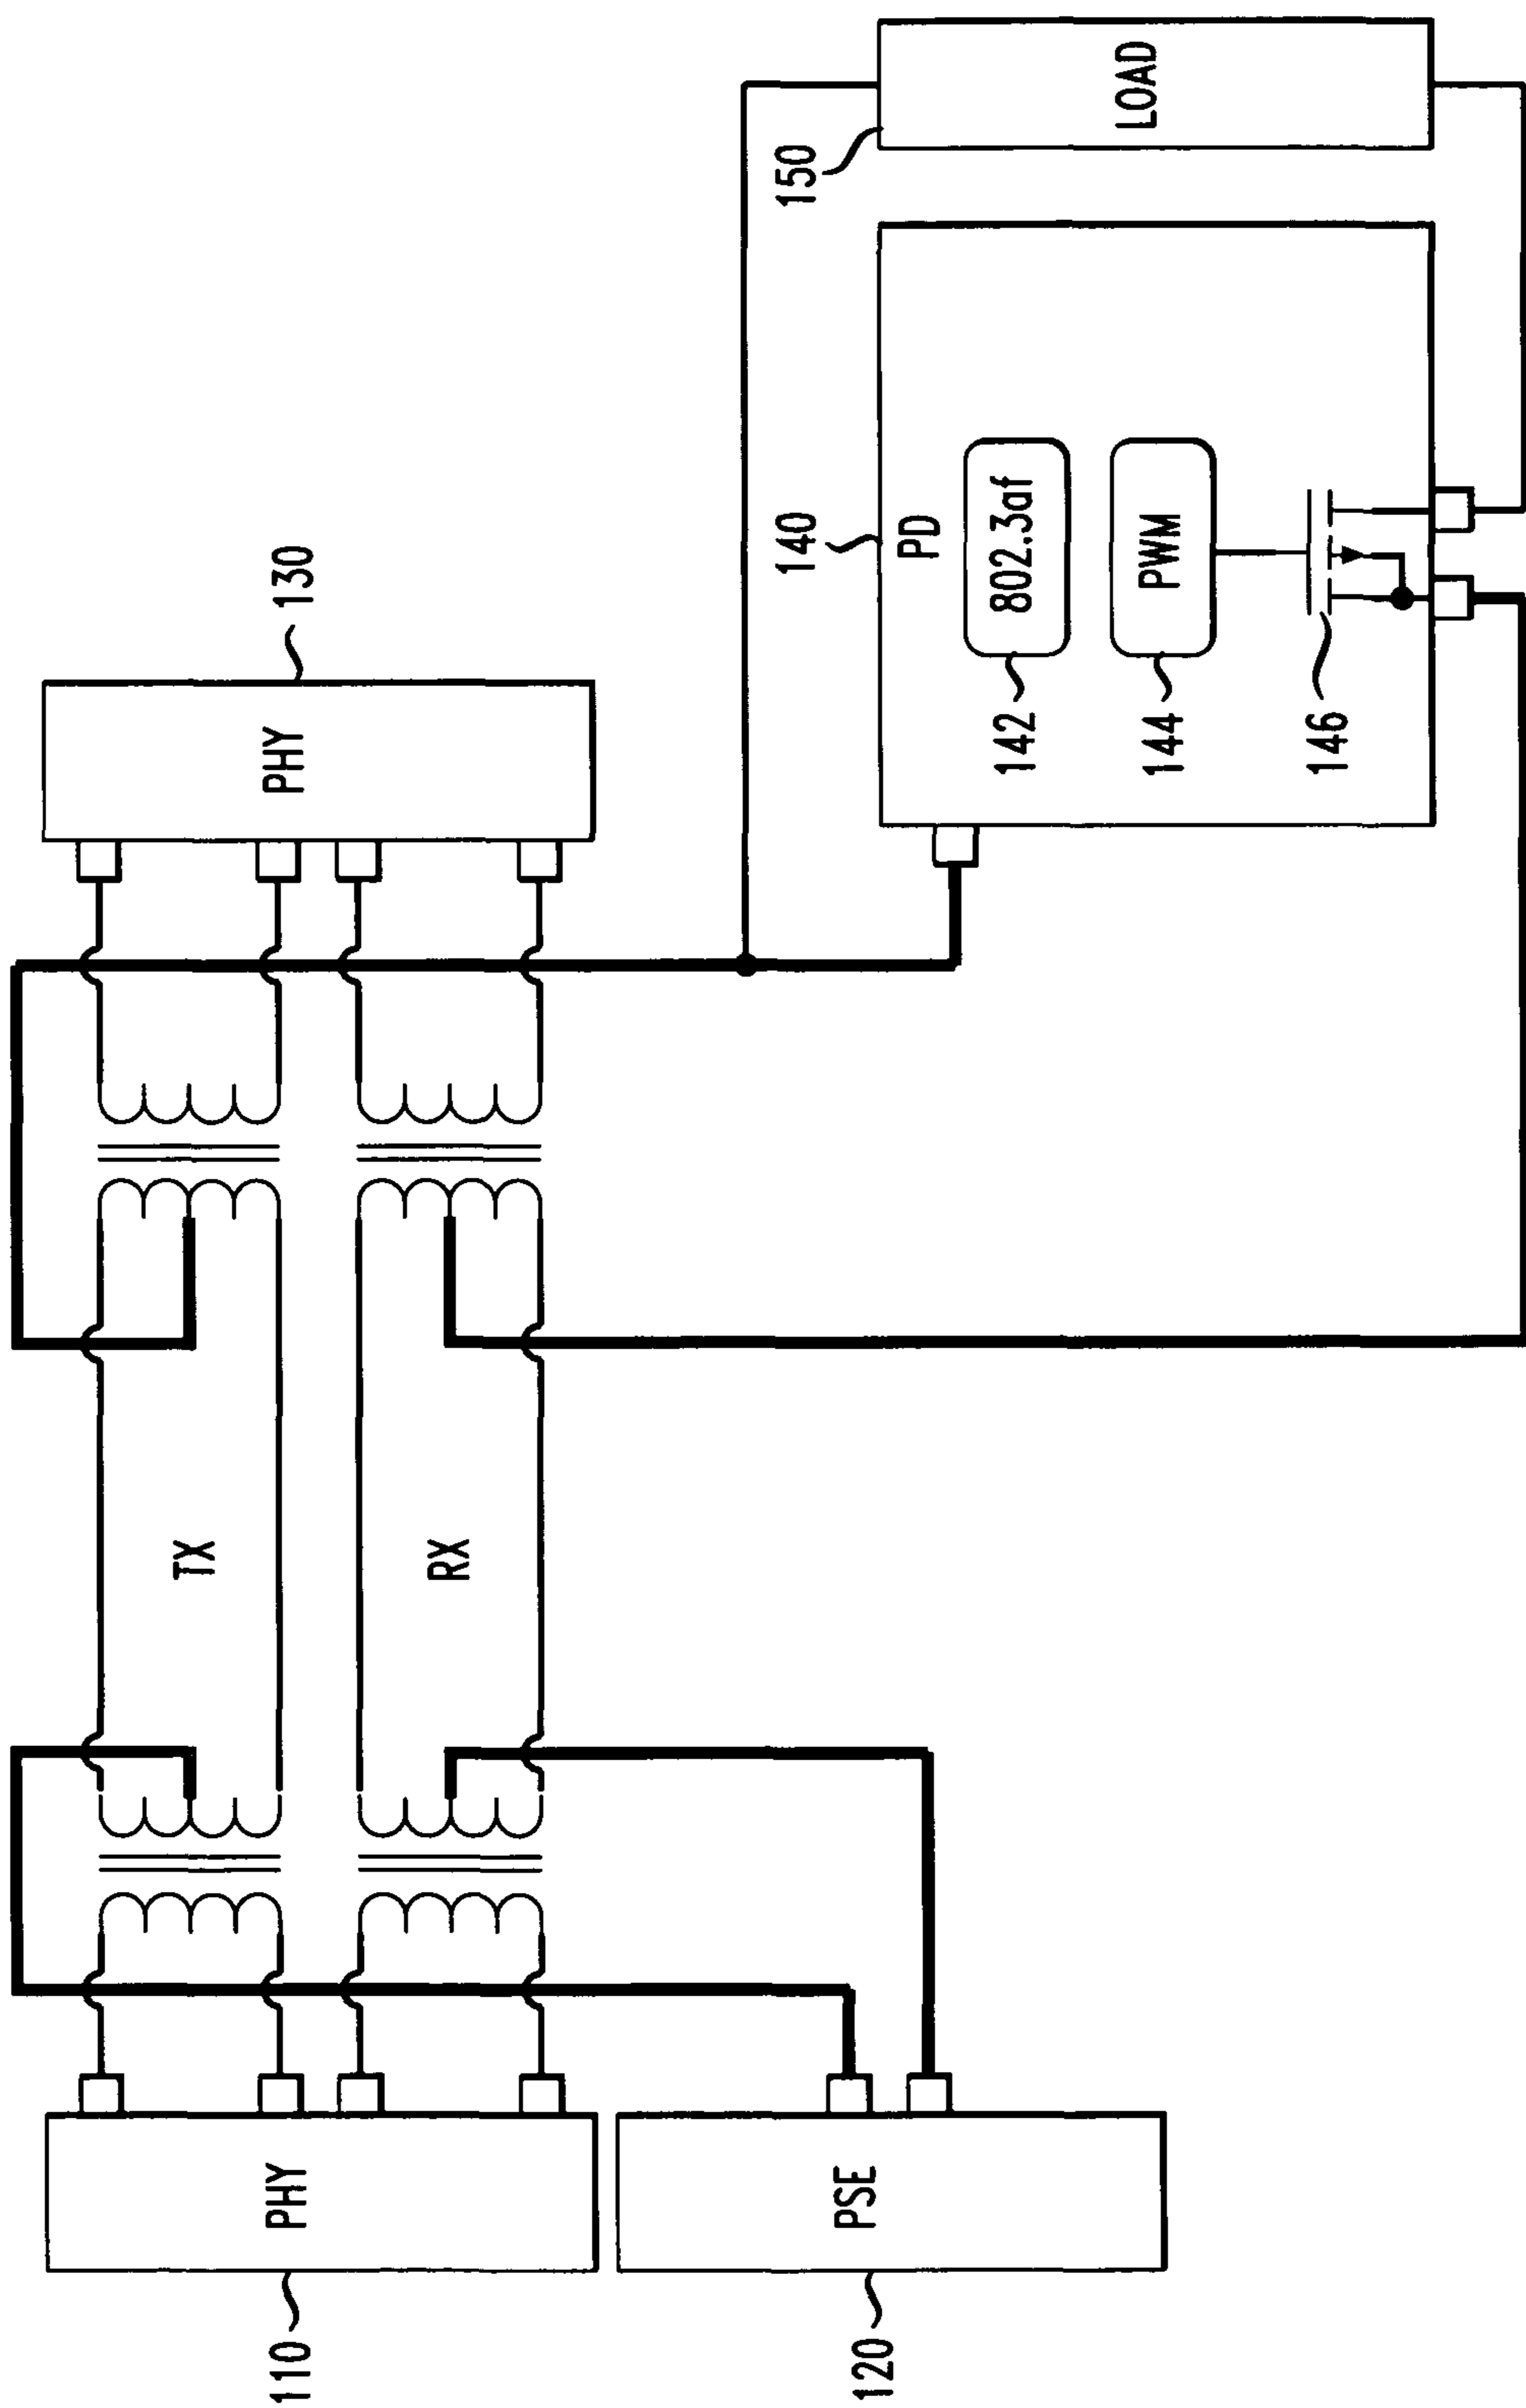 110
PHY
120
PSE
TX
RX
PHY
130
140
PD
142
802.3af
144
PWM
146
150
LOAD